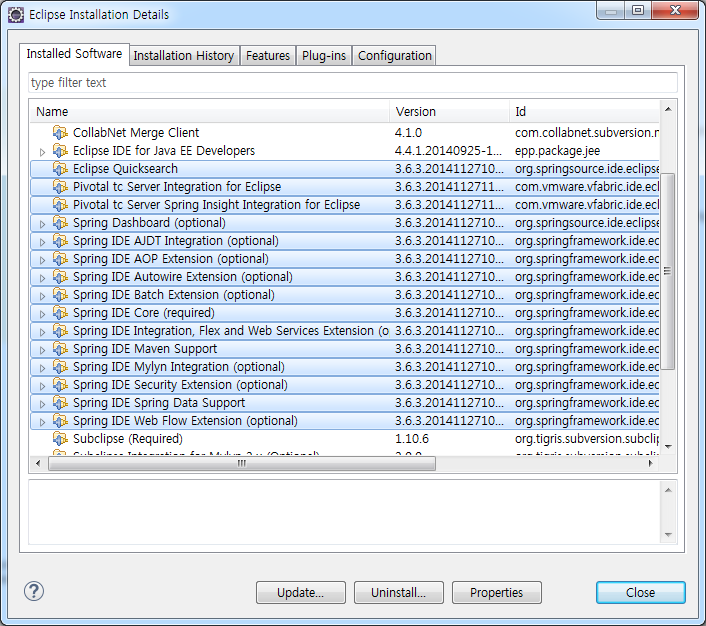 Eclipse Installation Details
Installed Software Installation History Features Plug-ins Configuration
type filter text
Name Version Id
CollabNet Merge Client 4.1.0 com.collabnet.subversion.m
Eclipse IDE for Java EE Developers 4.4.1.20140925-1... epp.package.jee
Eclipse Quicksearch 3.6.3.2014112710... org.springsource.ide.eclipse
Pivotal tc Server Integration for Eclipse 3.6.3.2014112711... com.vmware.vfabric.ide.ecl
Pivotal tc Server Spring Insight Integration for Eclipse 3.6.3.2014112711... com.vmware.vfabric.ide.ecl
Spring Dashboard (optional) 3.6.3.2014112710... org.springsource.ide.eclipse
Spring IDE AJDT Integration (optional) 3.6.3.2014112710... org.springframework.ide.ec
Spring IDE AOP Extension (optional) 3.6.3.2014112710... org.springframework.ide.ec
Spring IDE Autowire Extension (optional) 3.6.3.2014112710... org.springframework.ide.ec
Spring IDE Batch Extension (optional) 3.6.3.2014112710... org.springframework.ide.ec
Spring IDE Core (required) 3.6.3.2014112710... org.springframework.ide.ec
Spring IDE Integration, Flex and Web Services Extension (o 3.6.3.2014112710... org.springframework.ide.ec
Spring IDE Maven Support 3.6.3.2014112710... org.springframework.ide.ec
Spring IDE Mylyn Integration (optional) 3.6.3.2014112710... org.springframework.ide.ec
Spring IDE Security Extension (optional) 3.6.3.2014112710... org.springframework.ide.ec
Spring IDE Spring Data Support 3.6.3.2014112710... org.springframework.ide.ec
Spring IDE Web Flow Extension (optional) 3.6.3.2014112710... org.springframework.ide.ec
Subclipse (Required) 1.10.6 org.tigris.subversion.subclip
Update... Uninstall... Properties Close